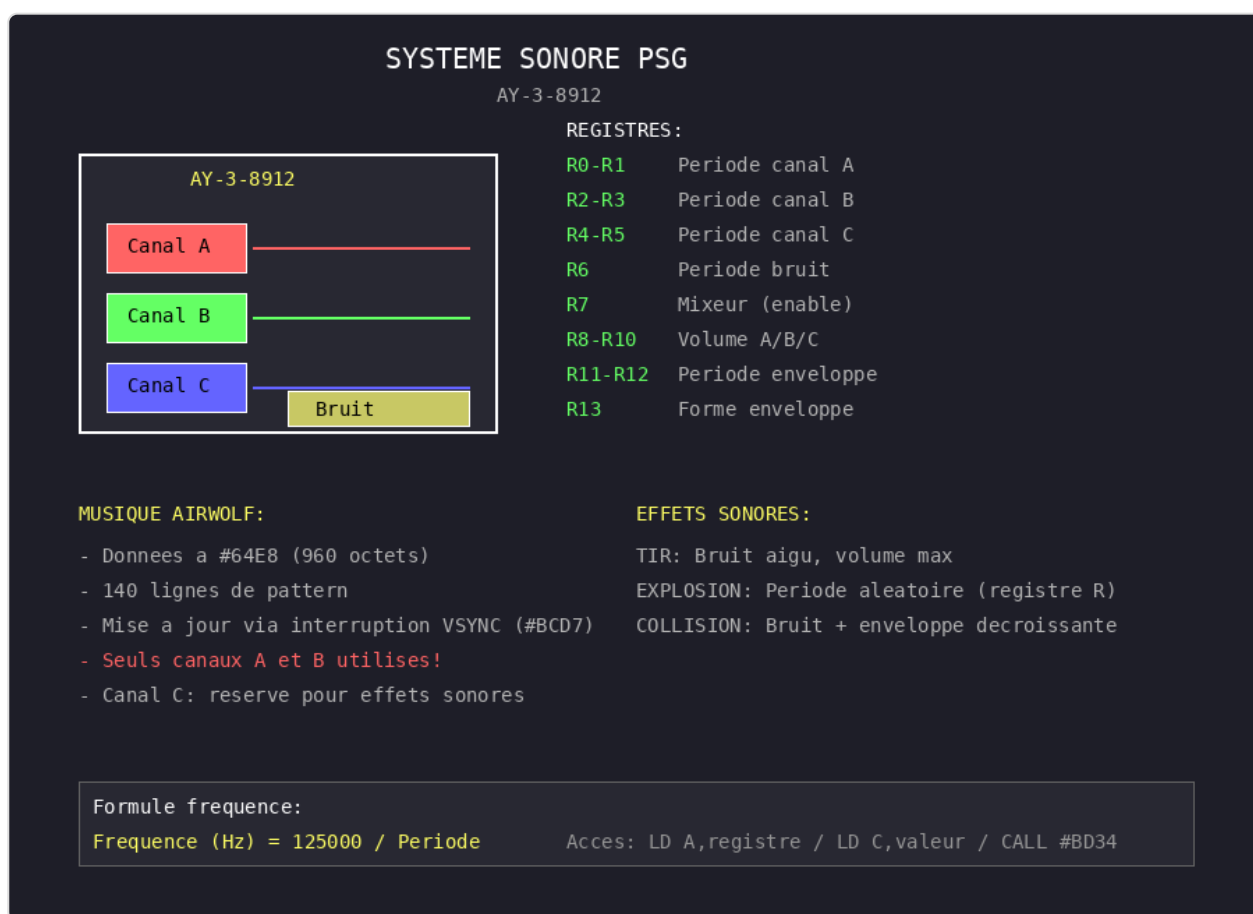 SYSTEME SONORE PSG
AY-3-8912
AY-3-8912
Canal A
Canal B
Canal C
Bruit
REGISTRES:
R0-R1 Periode canal A
R2-R3 Periode canal B
R4-R5 Periode canal C
R6 Periode bruit
R7 Mixeur (enable)
R8-R10 Volume A/B/C
R11-R12 Periode enveloppe
R13 Forme enveloppe
MUSIQUE AIRWOLF:
- Donnees a #64E8 (960 octets)
- 140 lignes de pattern
- Mise a jour via interruption VSYNC (#BCD7)
- Seuls canaux A et B utilises!
- Canal C: reserve pour effets sonores
EFFETS SONORES:
TIR: Bruit aigu, volume max
EXPLOSION: Periode aleatoire (registre R)
COLLISION: Bruit + enveloppe decroissante
Formule frequence:
Frequence (Hz) = 125000 / Periode
Acces: LD A,registre / LD C,valeur / CALL #BD34